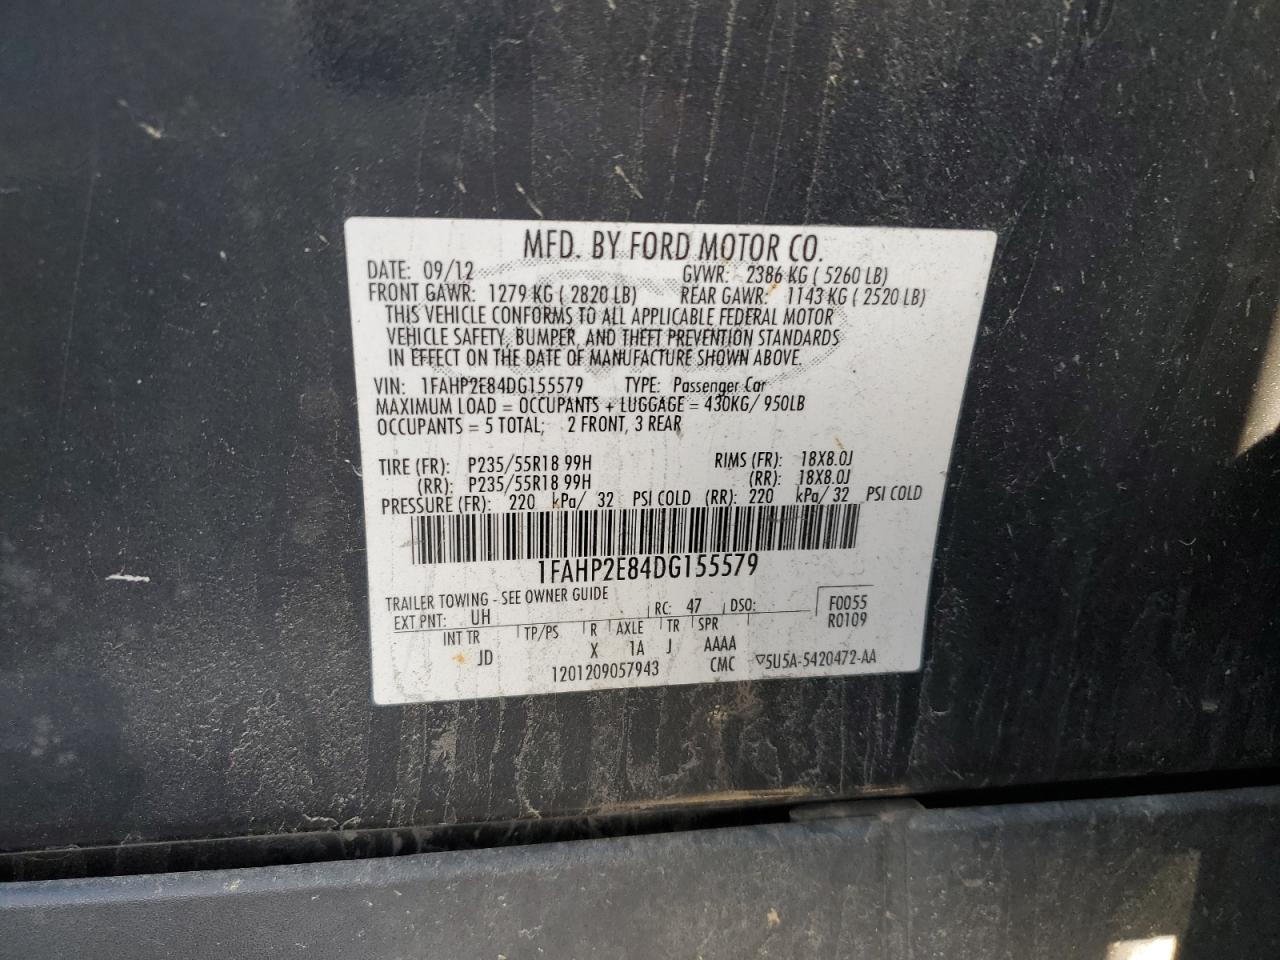 MFD. BY FORD MOTOR CO.
DATE: 09/12 GVWR: 2386 KG ( 5260 LB)
FRONT GAWR: 1279 KG ( 2820 LB) REAR GAWR: 1143 KG ( 2520 LB)
THIS VEHICLE CONFORMS TO ALL APPLICABLE FEDERAL MOTOR
VEHICLE SAFETY, BUMPER, AND THEFT PREVENTION STANDARDS
IN EFFECT ON THE DATE OF MANUFACTURE SHOWN ABOVE.
VIN: 1FAHP2E84DG155579 TYPE: Passenger Car
MAXIMUM LOAD = OCCUPANTS + LUGGAGE = 430KG/ 950LB
OCCUPANTS = 5 TOTAL; 2 FRONT, 3 REAR
TIRE (FR): P235/55R18 99H RIMS (FR): 18X8.0J
(RR): P235/55R18 99H (RR): 18X8.0J
PRESSURE (FR): 220 kPa/ 32 PSI COLD (RR): 220 kPa/ 32 PSI COLD
1FAHP2E84DG155579
TRAILER TOWING - SEE OWNER GUIDE
EXT PNT: UH RC: 47 DSO: F0055
R0109
INT TR TP/PS R AXLE TR SPR
JD X 1A J AAAA
1201209057943 CMC ▽5U5A-5420472-AA